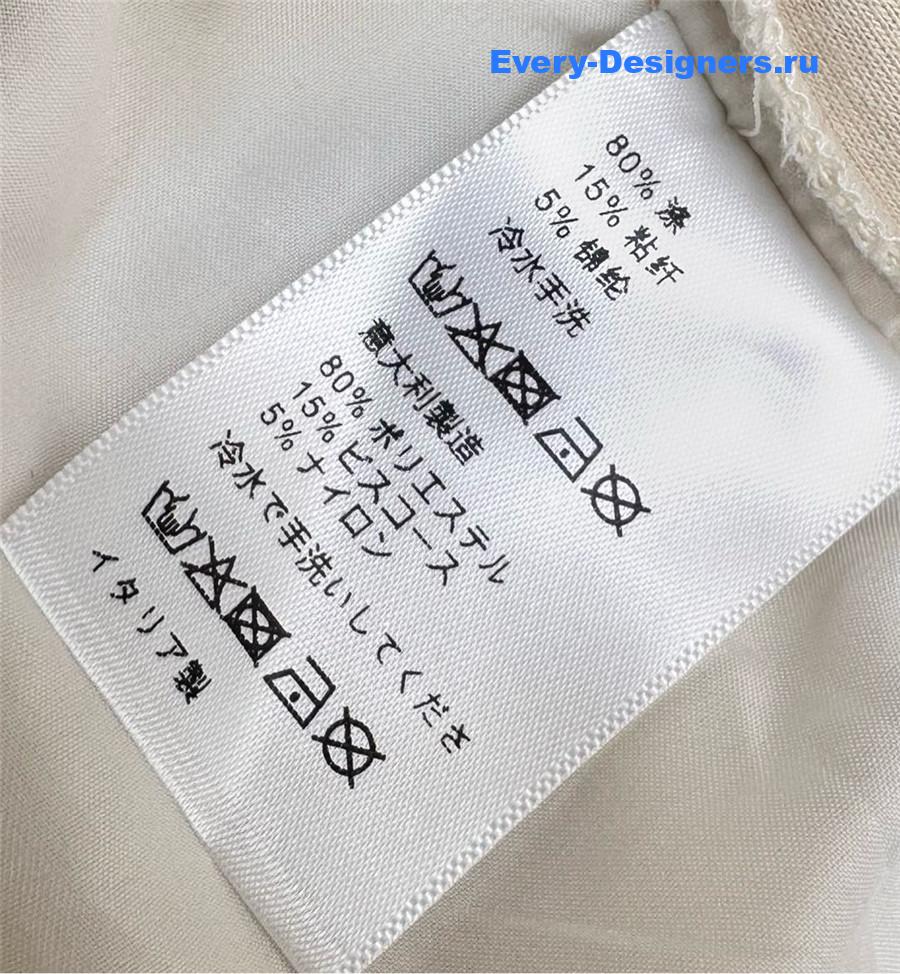 Every-Designers.ru
80% 涤
15% 粘纤
5% 锦纶
冷水手洗
意大利製造
80% ポリエステル
15% ビスコース
5% ナイロン
冷水で手洗いしてくださ
イタリア製